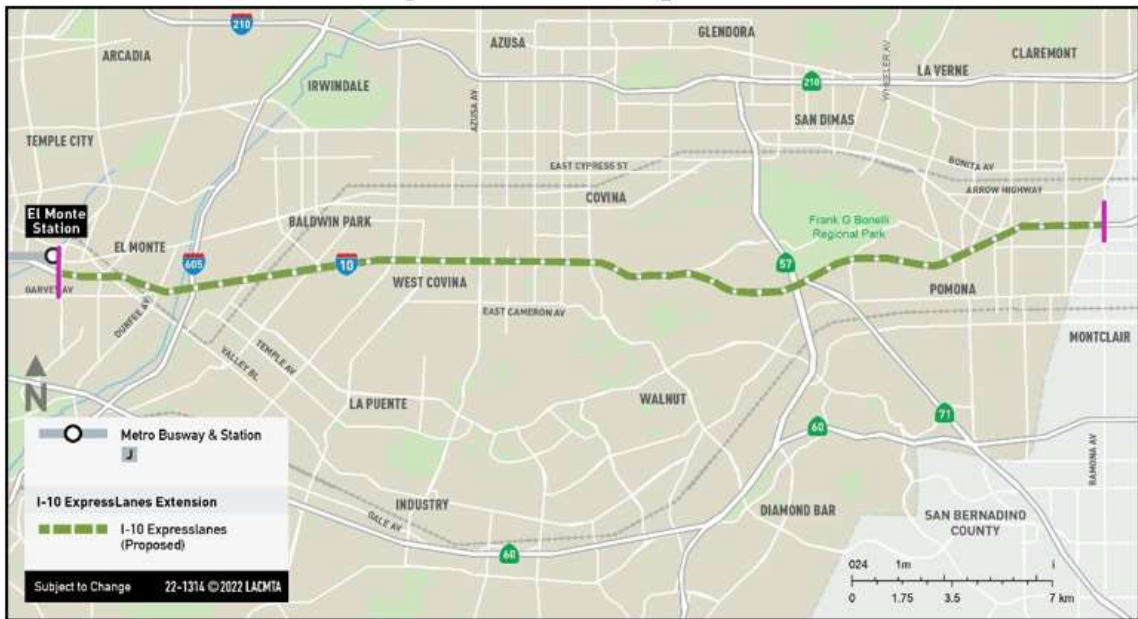 210
GLENDORA
AZUSA
ARCADIA
CLAREMONT
WHEELER AV
LA VERNE
210
IRWINDALE
AZUSA AV
SAN DIMAS
TEMPLE CITY
BONITA AV
EAST CYPRESS ST
ARROW HIGHWAY
COVINA
El Monte
Station
BALDWIN PARK
Frank G Bonelli
Regional Park
EL MONTE
605
10
57
WEST COVINA
GARVEY AV
POMONA
DURFEE AV
EAST CAMERON AV
MONTCLAIR
VALLEY BL
TEMPLE AV
N
LA PUENTE
WALNUT
71
60
Metro Busway & Station
J
RAMONA AV
I-10 ExpressLanes Extension
INDUSTRY
DIAMOND BAR
SAN BERNADINO
COUNTY
GALE AV
I-10 Expresslanes
(Proposed)
60
024 1m i
Subject to Change 22-1314 ©2022 LACMTA
0 1.75 3.5 7 km